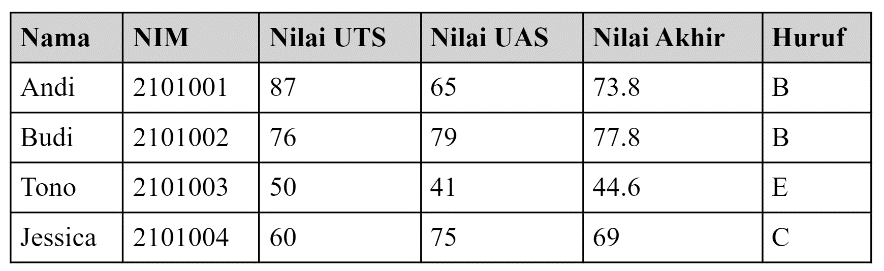 Nama NIM Nilai UTS Nilai UAS Nilai Akhir Huruf
Andi 2101001 87 65 73.8 B
Budi 2101002 76 79 77.8 B
Tono 2101003 50 41 44.6 E
Jessica 2101004 60 75 69 C